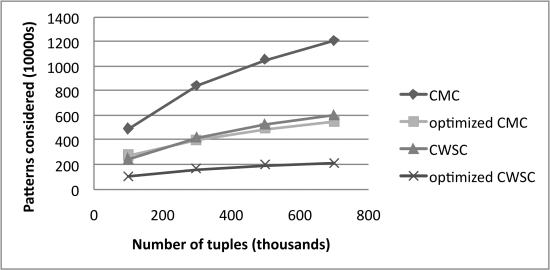 1400
1200
1000
800
600
400
200
0
Patterns considered (10000s)
0 200 400 600 800
Number of tuples (thousands)
CMC
optimized CMC
CWSC
optimized CWSC